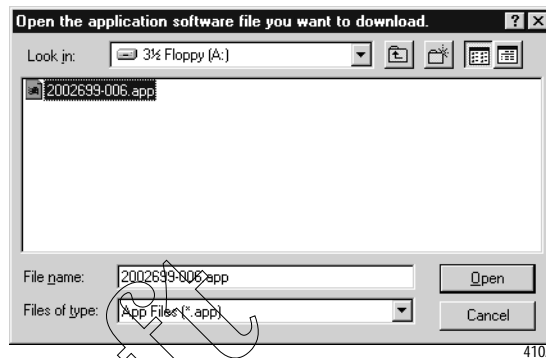 Open the application software file you want to download.
Look in: 3½ Floppy (A:)
2002699-006.app
File name: 2002699-006.app Open
Files of type: App Files (*.app) Cancel
410